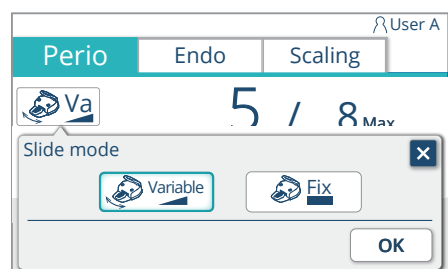 User A
Perio Endo Scaling
Va 5 / 8 Max
Slide mode
Variable Fix
OK